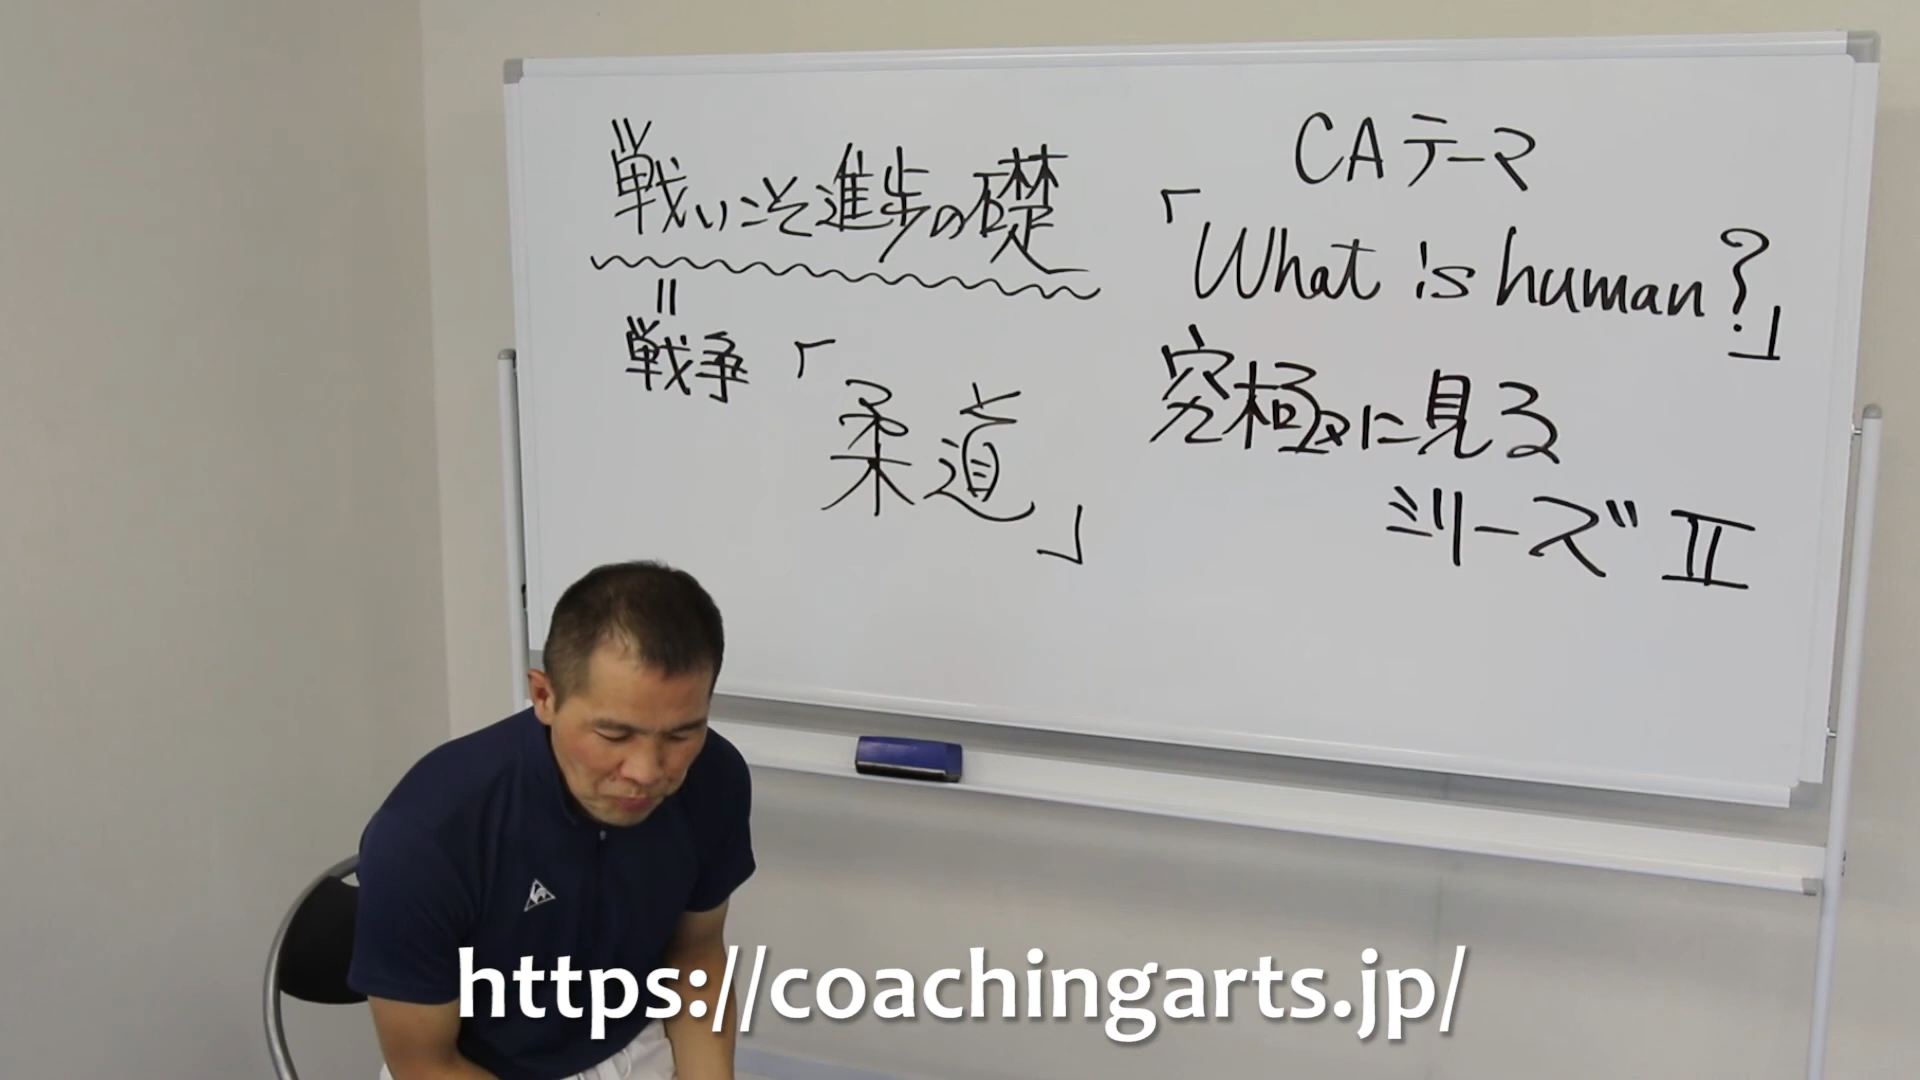 戦いこそ進歩の礎
=
戦争
「柔道」
CAテーマ
「What is human?」
究極に見る
シリーズⅡ
https://coachingarts.jp/